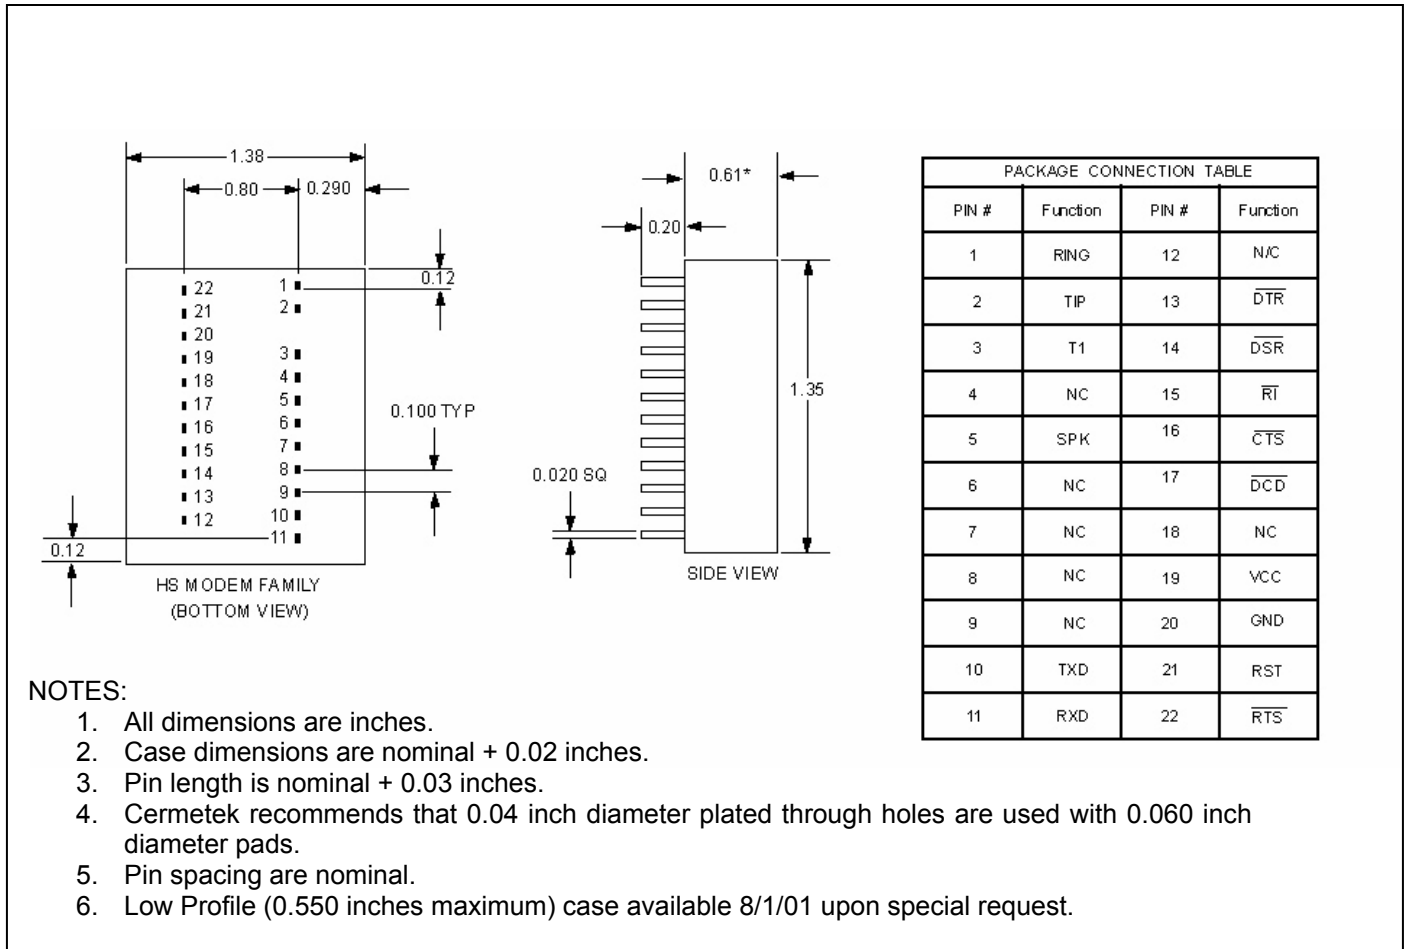 1.38
0.80 0.290
0.12
22 1
21 2
20
19 3
18 4
17 5
16 6
15 7
14 8
13 9
12 10
11
0.100 TYP
0.12
HS MODEM FAMILY
(BOTTOM VIEW)
0.61*
0.20
1.35
0.020 SQ
SIDE VIEW
PACKAGE CONNECTION TABLE
PIN # Function PIN # Function
1 RING 12 N/C
2 TIP 13 D̅T̅R̅
3 T1 14 D̅S̅R̅
4 NC 15 R̅I̅
5 SPK 16 C̅T̅S̅
6 NC 17 D̅C̅D̅
7 NC 18 NC
8 NC 19 VCC
9 NC 20 GND
10 TXD 21 RST
11 RXD 22 R̅T̅S̅
NOTES:
1. All dimensions are inches.
2. Case dimensions are nominal + 0.02 inches.
3. Pin length is nominal + 0.03 inches.
4. Cermetek recommends that 0.04 inch diameter plated through holes are used with 0.060 inch
diameter pads.
5. Pin spacing are nominal.
6. Low Profile (0.550 inches maximum) case available 8/1/01 upon special request.